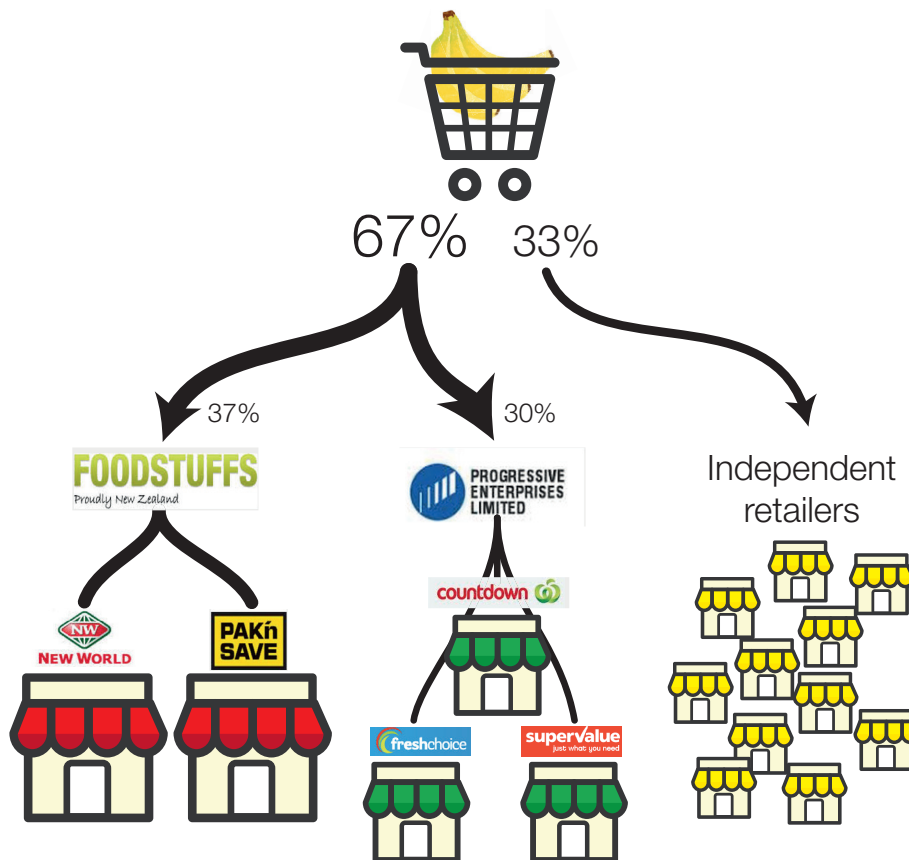 67%
33%
37%
30%
FOODSTUFFS
Proudly New Zealand
PROGRESSIVE
ENTERPRISES
LIMITED
Independent
retailers
countdown
NW
NEW WORLD
PAK'n
SAVE
freshchoice
supervalue
just what you need